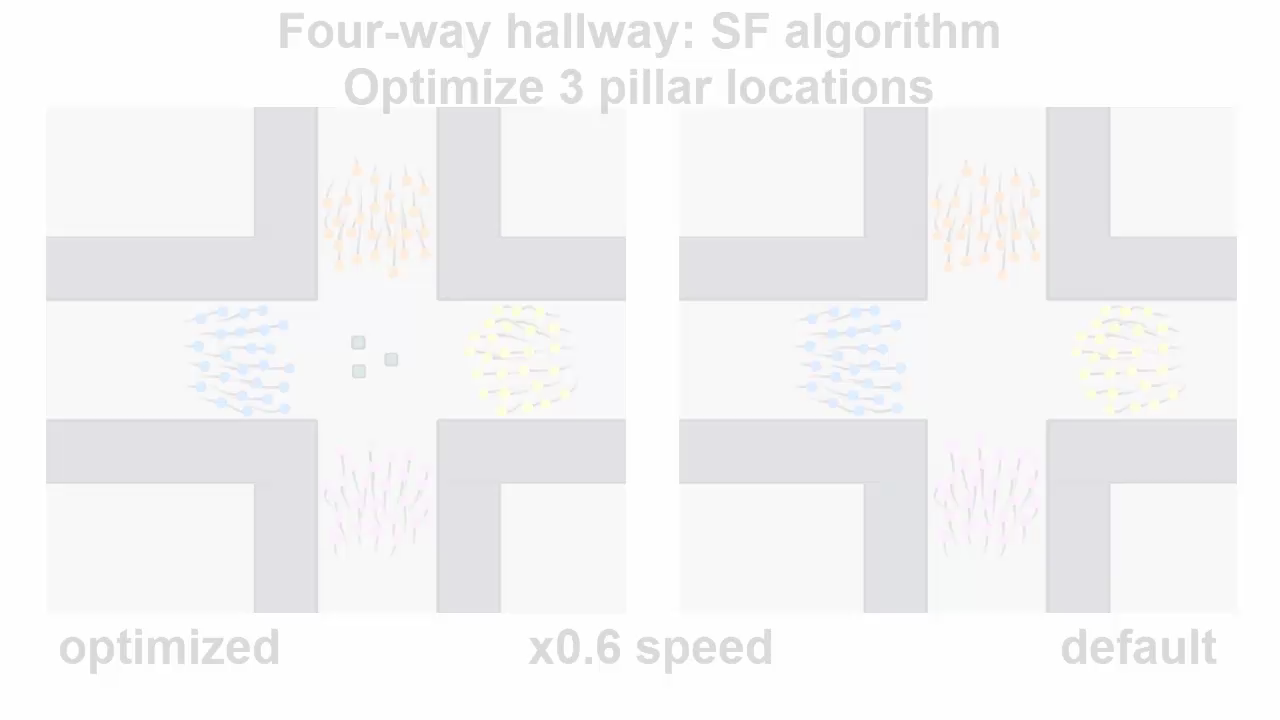 Four-way hallway: SF algorithm
Optimize 3 pillar locations
optimized
x0.6 speed
default